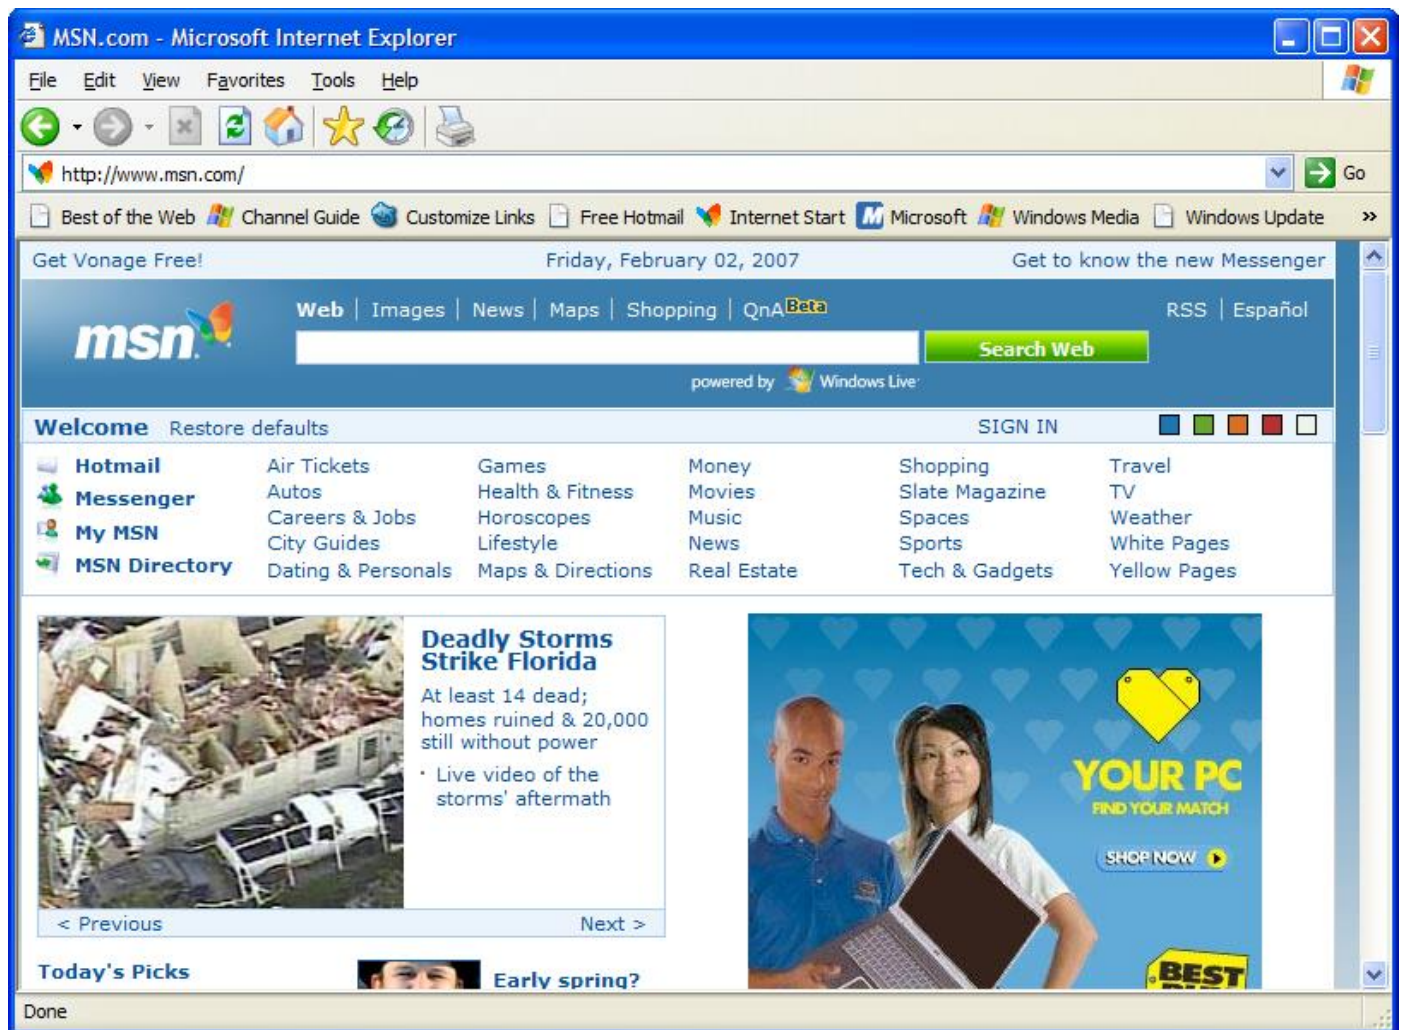 MSN.com - Microsoft Internet Explorer
File Edit View Favorites Tools Help
http://www.msn.com/ Go
Best of the Web Channel Guide Customize Links Free Hotmail Internet Start M Microsoft Windows Media Windows Update »
Get Vonage Free! Friday, February 02, 2007 Get to know the new Messenger
msn Web | Images | News | Maps | Shopping | QnA Beta RSS | Español
Search Web
powered by Windows Live
Welcome Restore defaults SIGN IN
Hotmail Air Tickets Games Money Shopping Travel
Messenger Autos Health & Fitness Movies Slate Magazine TV
My MSN Careers & Jobs Horoscopes Music Spaces Weather
City Guides Lifestyle News Sports White Pages
MSN Directory Dating & Personals Maps & Directions Real Estate Tech & Gadgets Yellow Pages
Deadly Storms
Strike Florida
At least 14 dead;
homes ruined & 20,000
still without power
· Live video of the
storms' aftermath
< Previous Next >
YOUR PC
FIND YOUR MATCH
SHOP NOW
BEST
BUY
Today's Picks
Early spring?
Done